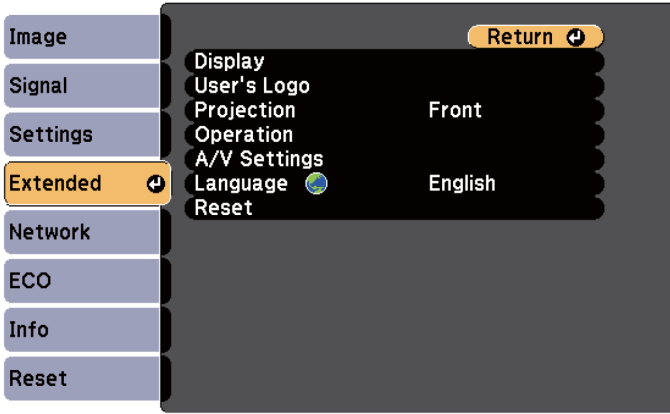 Image
Signal
Settings
Extended
Network
ECO
Info
Reset
Return
Display
User's Logo
Projection Front
Operation
A/V Settings
Language English
Reset